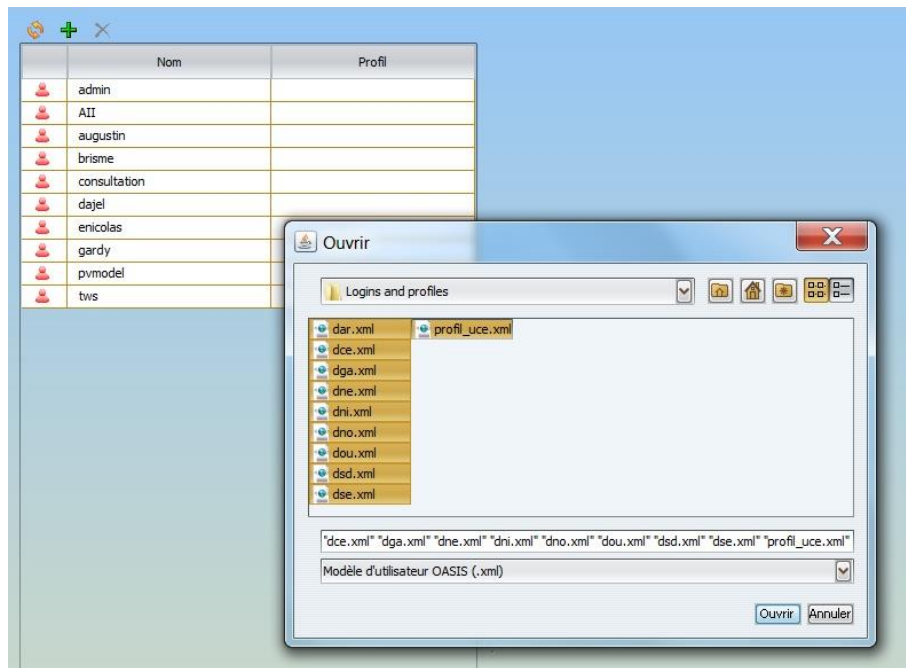 Nom Profil
admin
AII
augustin
brisme
consultation
dajel
enicolas
gardy
pvmodel
tws
Ouvrir
Logins and profiles
dar.xml profil_uce.xml
dce.xml
dga.xml
dne.xml
dni.xml
dno.xml
dou.xml
dsd.xml
dse.xml
"dce.xml" "dga.xml" "dne.xml" "dni.xml" "dno.xml" "dou.xml" "dsd.xml" "dse.xml" "profil_uce.xml"
Modèle d'utilisateur OASIS (.xml)
Ouvrir Annuler